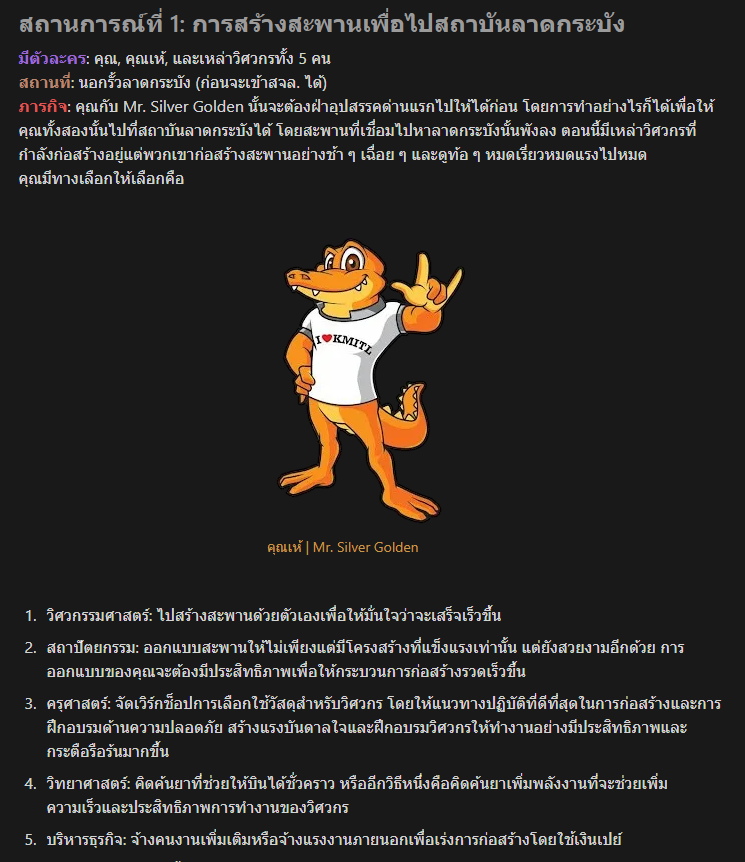 สถานการณ์ที่ 1: การสร้างสะพานเพื่อไปสถาบันลาดกระบัง
มีตัวละคร: คุณ, คุณเห้, และเหล่าวิศวกรทั้ง 5 คน
สถานที่: นอกรั้วลาดกระบัง (ก่อนจะเข้าสจล. ได้)
ภารกิจ: คุณกับ Mr. Silver Golden นั้นจะต้องฝ่าอุปสรรคด่านแรกไปให้ได้ก่อน โดยการทำอย่างไรก็ได้เพื่อให้
คุณทั้งสองนั้นไปที่สถาบันลาดกระบังได้ โดยสะพานที่เชื่อมไปหาลาดกระบังนั้นพังลง ตอนนี้มีเหล่าวิศวกรที่
กำลังก่อสร้างอยู่แต่พวกเขาก่อสร้างสะพานอย่างช้า ๆ เฉื่อย ๆ และดูท้อ ๆ หมดเรี่ยวหมดแรงไปหมด
คุณมีทางเลือกให้เลือกคือ
I ❤ KMITL
คุณเห้ | Mr. Silver Golden
1. วิศวกรรมศาสตร์: ไปสร้างสะพานด้วยตัวเองเพื่อให้มั่นใจว่าจะเสร็จเร็วขึ้น
2. สถาปัตยกรรม: ออกแบบสะพานให้ไม่เพียงแต่มีโครงสร้างที่แข็งแรงเท่านั้น แต่ยังสวยงามอีกด้วย การ
ออกแบบของคุณจะต้องมีประสิทธิภาพเพื่อให้กระบวนการก่อสร้างรวดเร็วขึ้น
3. ครุศาสตร์: จัดเวิร์กช็อปการเลือกใช้วัสดุสำหรับวิศวกร โดยให้แนวทางปฏิบัติที่ดีที่สุดในการก่อสร้างและการ
ฝึกอบรมด้านความปลอดภัย สร้างแรงบันดาลใจและฝึกอบรมวิศวกรให้ทำงานอย่างมีประสิทธิภาพและ
กระตือรือร้นมากขึ้น
4. วิทยาศาสตร์: คิดค้นยาที่ช่วยให้บินได้ชั่วคราว หรืออีกวิธีหนึ่งคือคิดค้นยาเพิ่มพลังงานที่จะช่วยเพิ่ม
ความเร็วและประสิทธิภาพการทำงานของวิศวกร
5. บริหารธุรกิจ: จ้างคนงานเพิ่มเติมหรือจ้างแรงงานภายนอกเพื่อเร่งการก่อสร้างโดยใช้เงินเปย์